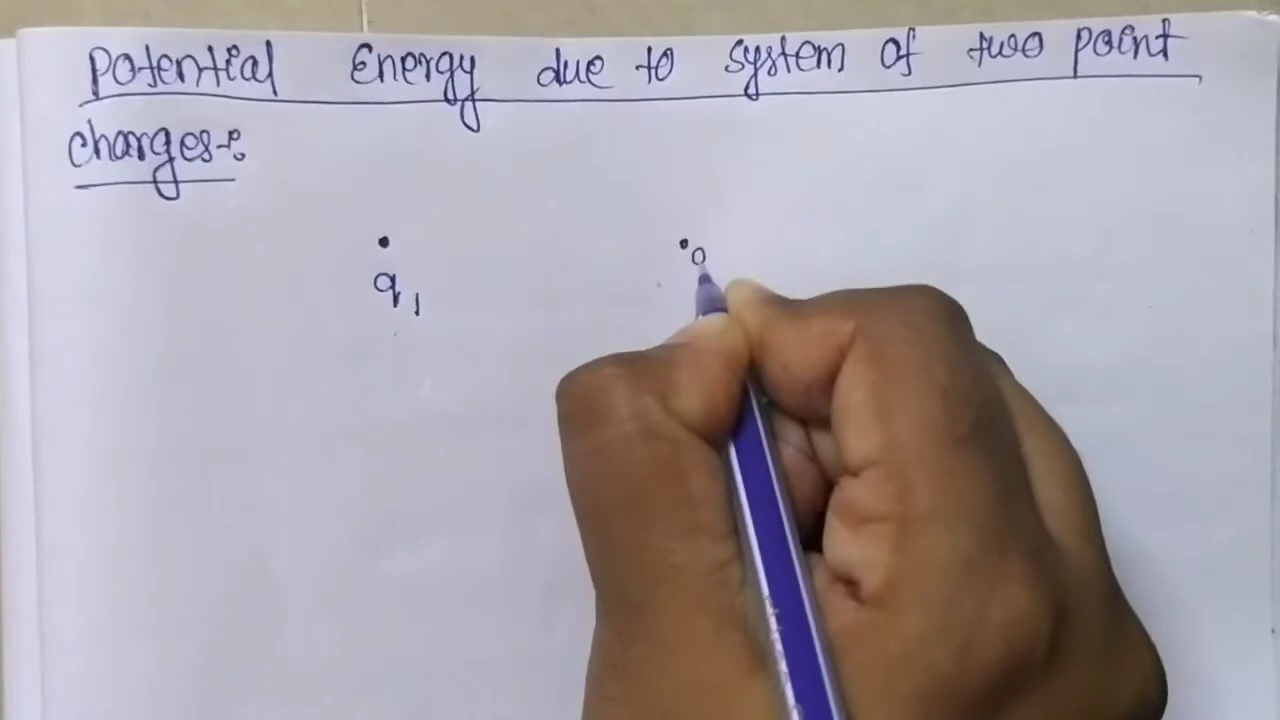 Potential Energy due to system of two point
charges:-
q1